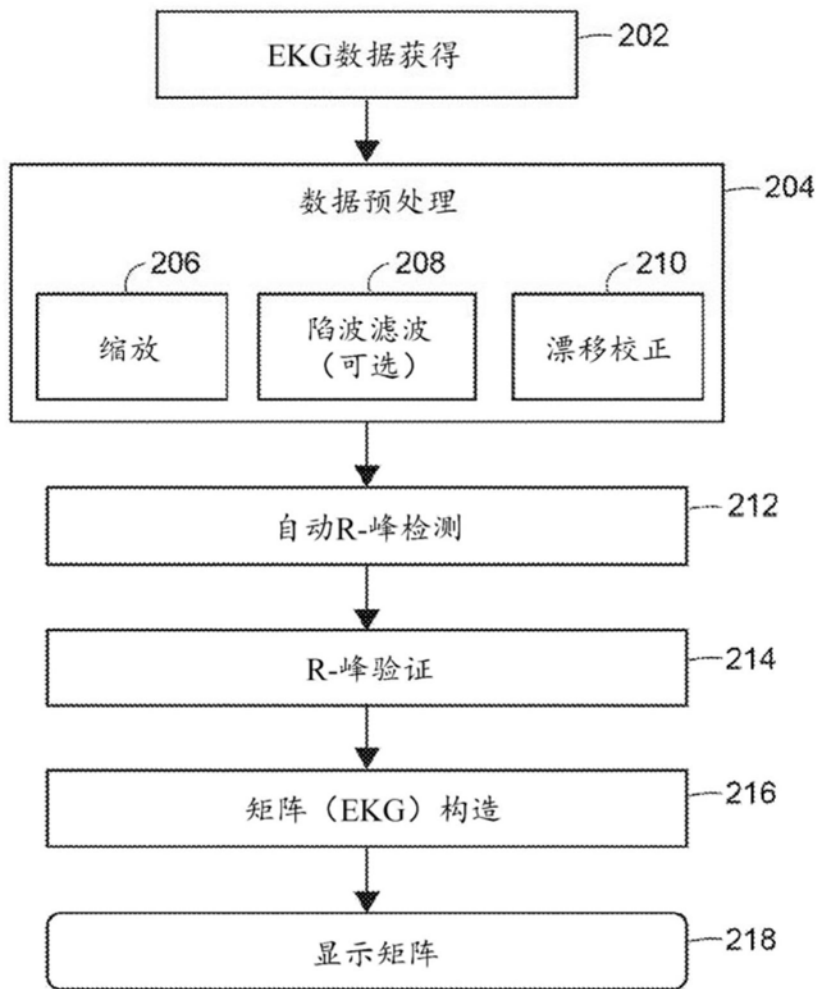 EKG数据获得
202
数据预处理
204
206
208
210
缩放
陷波滤波
（可选）
漂移校正
自动R-峰检测
212
R-峰验证
214
矩阵（EKG）构造
216
显示矩阵
218